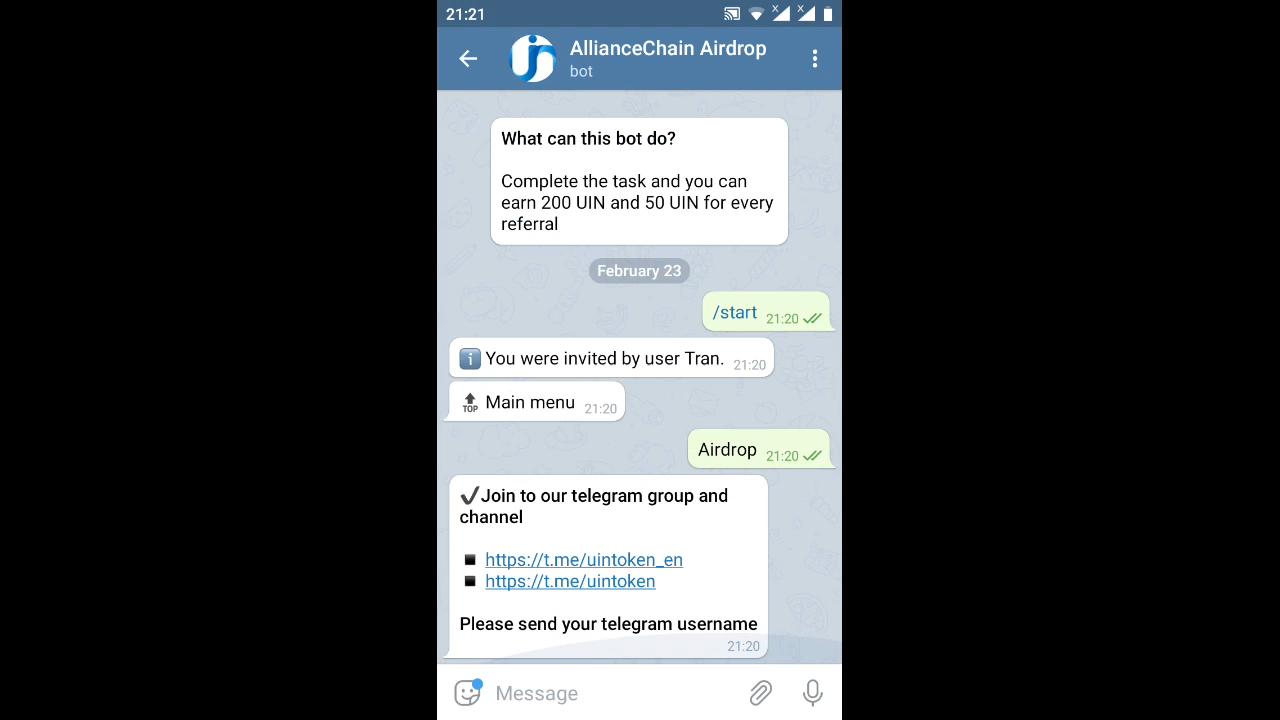 21:21
AllianceChain Airdrop
bot
What can this bot do?
Complete the task and you can
earn 200 UIN and 50 UIN for every
referral
February 23
/start 21:20
You were invited by user Tran. 21:20
TOP Main menu 21:20
Airdrop 21:20
✔Join to our telegram group and
channel
▪ https://t.me/uintoken_en
▪ https://t.me/uintoken
Please send your telegram username
21:20
Message